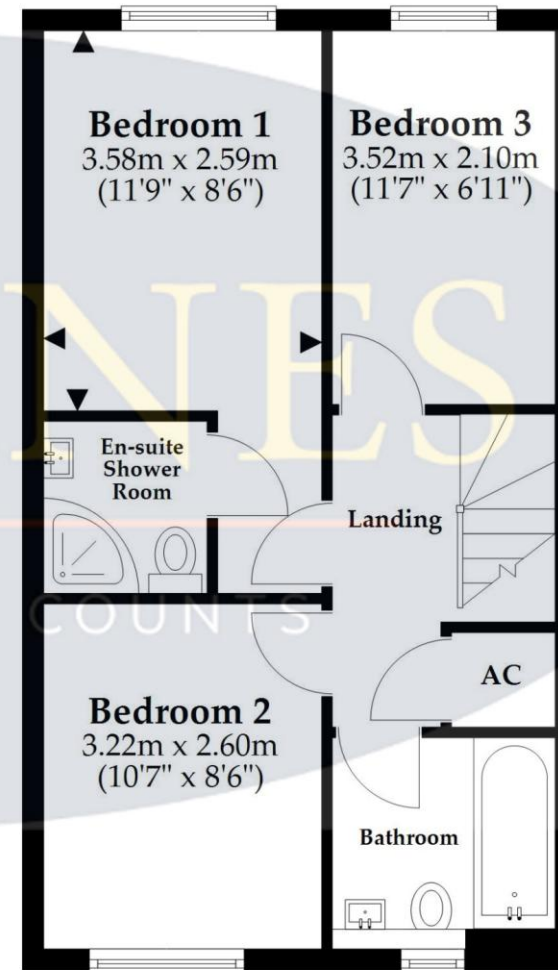 Bedroom 1
3.58m x 2.59m
(11'9" x 8'6")
Bedroom 3
3.52m x 2.10m
(11'7" x 6'11")
NES
En-suite
Shower
Room
Landing
COUNTS
AC
Bedroom 2
3.22m x 2.60m
(10'7" x 8'6")
Bathroom